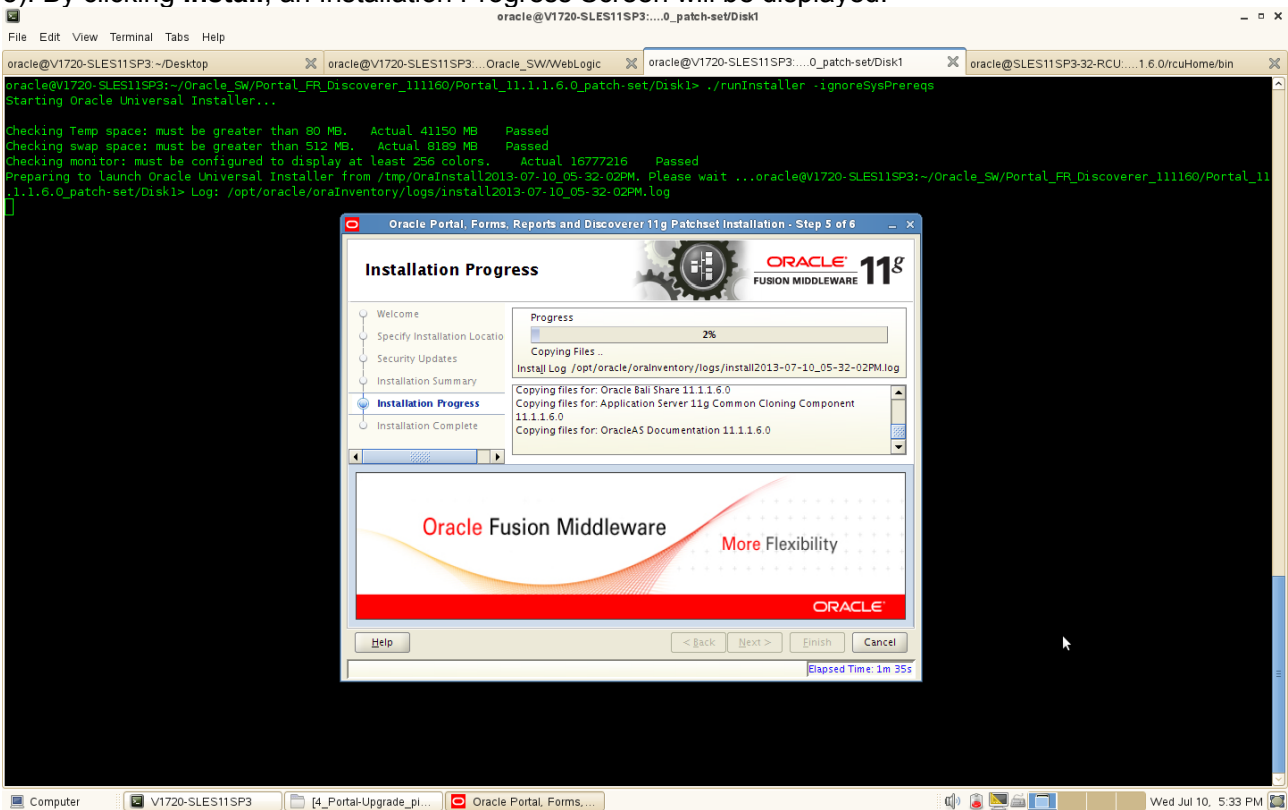 5). By clicking Install, an Installation Progress Screen will be displayed.
oracle@V1720-SLES11SP3:....0_patch-set/Disk1
File Edit View Terminal Tabs Help
oracle@V1720-SLES11SP3:~/Desktop
oracle@V1720-SLES11SP3:...Oracle_SW/WebLogic
oracle@V1720-SLES11SP3:....0_patch-set/Disk1
oracle@SLES11SP3-32-RCU:....1.6.0/rcuHome/bin
oracle@V1720-SLES11SP3:~/Oracle_SW/Portal_FR_Discoverer_111160/Portal_11.1.1.6.0_patch-set/Disk1> ./runInstaller -ignoreSysPrereqs
Starting Oracle Universal Installer...
Checking Temp space: must be greater than 80 MB. Actual 41150 MB Passed
Checking swap space: must be greater than 512 MB. Actual 8189 MB Passed
Checking monitor: must be configured to display at least 256 colors. Actual 16777216 Passed
Preparing to launch Oracle Universal Installer from /tmp/OraInstall2013-07-10_05-32-02PM. Please wait ...oracle@V1720-SLES11SP3:~/Oracle_SW/Portal_FR_Discoverer_111160/Portal_11
.1.1.6.0_patch-set/Disk1> Log: /opt/oracle/oraInventory/logs/install2013-07-10_05-32-02PM.log
Oracle Portal, Forms, Reports and Discoverer 11g Patchset Installation - Step 5 of 6
Installation Progress
ORACLE 11g
FUSION MIDDLEWARE
Welcome
Specify Installation Locatio
Security Updates
Installation Summary
Installation Progress
Installation Complete
Progress
2%
Copying Files ..
Install Log /opt/oracle/oraInventory/logs/install2013-07-10_05-32-02PM.log
Copying files for: Oracle Bali Share 11.1.1.6.0
Copying files for: Application Server 11g Common Cloning Component
11.1.1.6.0
Copying files for: OracleAS Documentation 11.1.1.6.0
Oracle Fusion Middleware
More Flexibility
ORACLE
Help
< Back
Next >
Finish
Cancel
Elapsed Time: 1m 35s
Computer
V1720-SLES11SP3
[4_Portal-Upgrade_pi...
Oracle Portal, Forms,...
Wed Jul 10, 5:33 PM